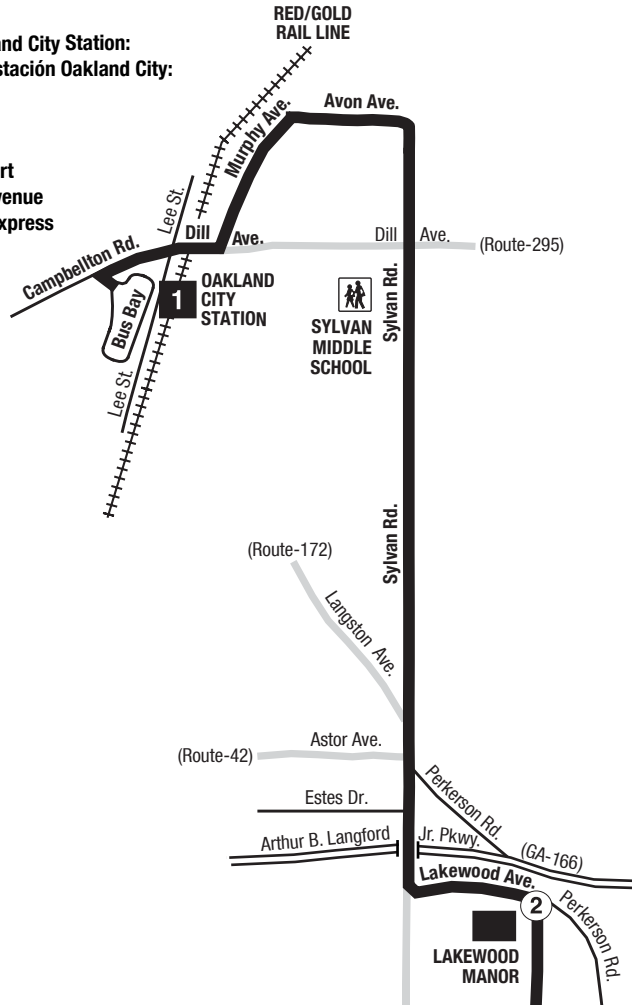 RED/GOLD
RAIL LINE
and City Station:
stación Oakland City:
Avon Ave.
Murphy Ave.
rt
venue
xpress
Lee St.
Dill Ave.
Dill Ave.
(Route-295)
Campbellton Rd.
Bus Bay
1
OAKLAND
CITY
STATION
SYLVAN
MIDDLE
SCHOOL
Sylvan Rd.
Lee St.
Sylvan Rd.
(Route-172)
Langston Ave.
Astor Ave.
(Route-42)
Perkerson Rd.
Estes Dr.
Arthur B. Langford Jr. Pkwy.
(GA-166)
Lakewood Ave.
2
Perkerson Rd.
LAKEWOOD
MANOR